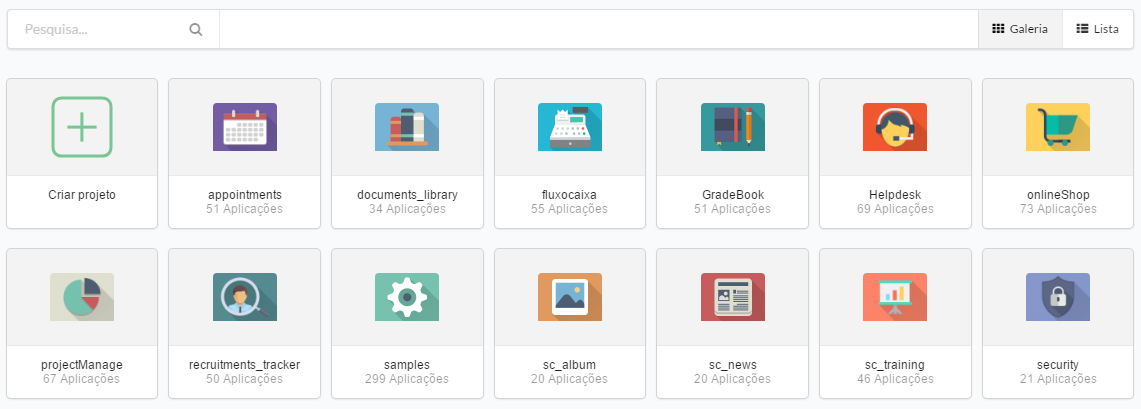 Pesquisa...
Galeria
Lista
Criar projeto
appointments
51 Aplicações
documents_library
34 Aplicações
fluxocaixa
55 Aplicações
GradeBook
51 Aplicações
Helpdesk
69 Aplicações
onlineShop
73 Aplicações
projectManage
67 Aplicações
recruitments_tracker
50 Aplicações
samples
299 Aplicações
sc_album
20 Aplicações
sc_news
20 Aplicações
sc_training
46 Aplicações
security
21 Aplicações